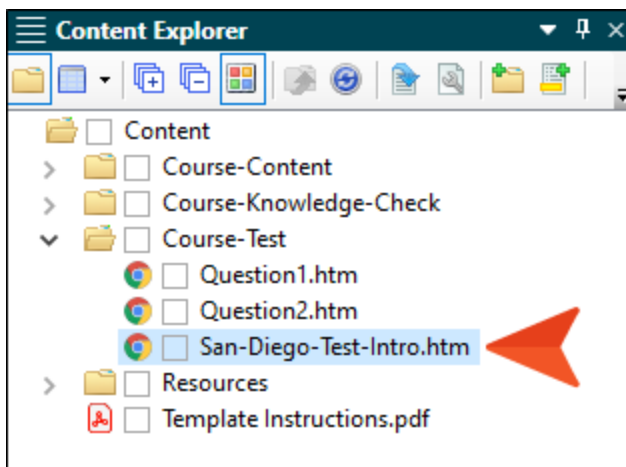 Content Explorer
Content
Course-Content
Course-Knowledge-Check
Course-Test
Question1.htm
Question2.htm
San-Diego-Test-Intro.htm
Resources
Template Instructions.pdf